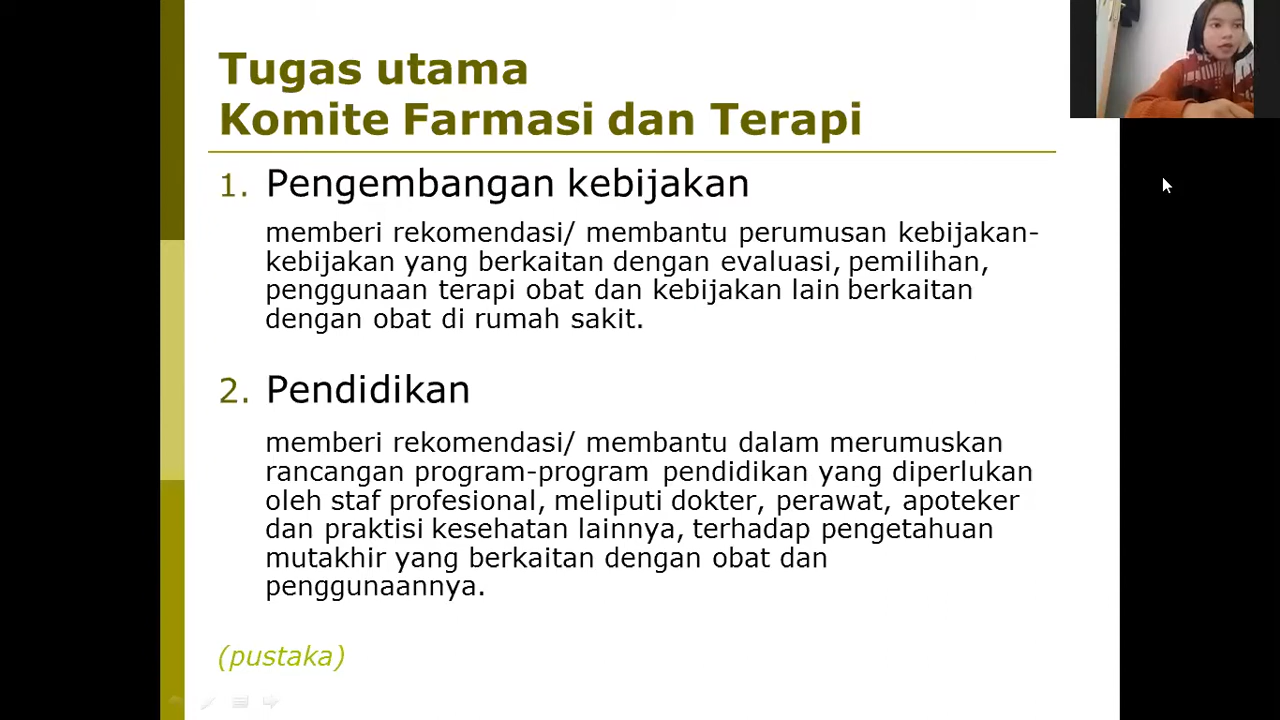 Tugas utama
Komite Farmasi dan Terapi
1. Pengembangan kebijakan
memberi rekomendasi/ membantu perumusan kebijakan-
kebijakan yang berkaitan dengan evaluasi, pemilihan,
penggunaan terapi obat dan kebijakan lain berkaitan
dengan obat di rumah sakit.
2. Pendidikan
memberi rekomendasi/ membantu dalam merumuskan
rancangan program-program pendidikan yang diperlukan
oleh staf profesional, meliputi dokter, perawat, apoteker
dan praktisi kesehatan lainnya, terhadap pengetahuan
mutakhir yang berkaitan dengan obat dan
penggunaannya.
(pustaka)